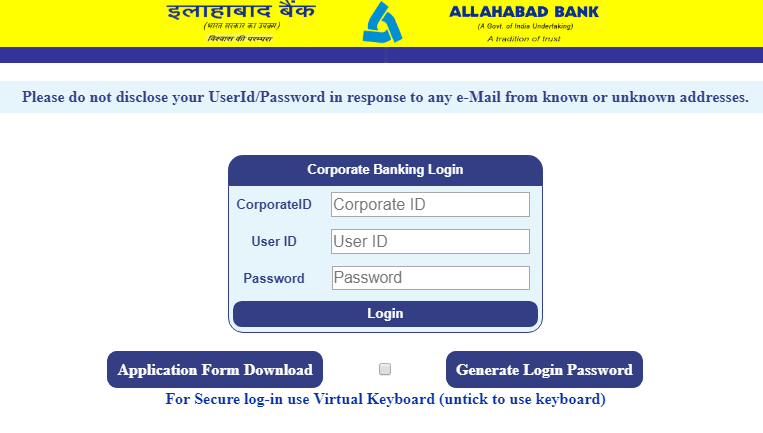 इलाहाबाद बैंक
(भारत सरकार का उपक्रम)
विश्वास की परम्परा
ALLAHABAD BANK
(A Govt. of India Undertaking)
A tradition of trust
Please do not disclose your UserId/Password in response to any e-Mail from known or unknown addresses.
Corporate Banking Login
CorporateID Corporate ID
User ID User ID
Password Password
Login
Application Form Download Generate Login Password
For Secure log-in use Virtual Keyboard (untick to use keyboard)